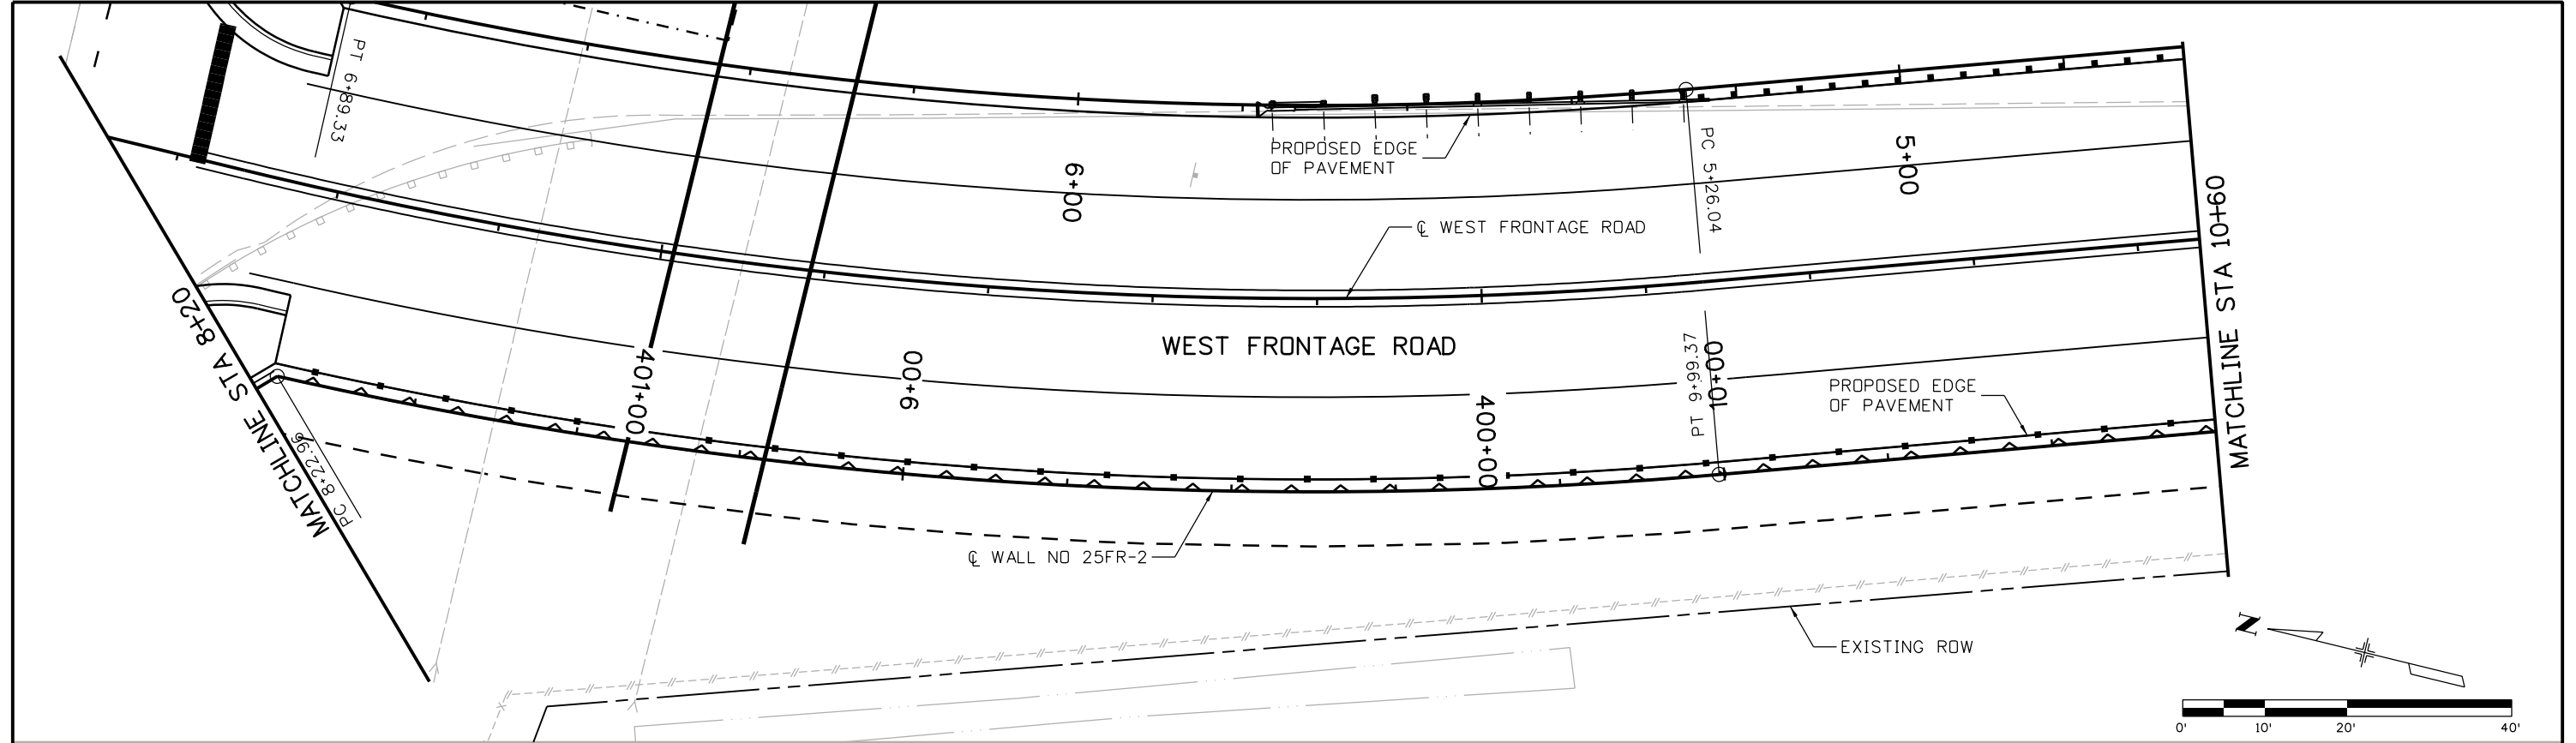 PT 6+89.33
PROPOSED EDGE
OF PAVEMENT
6+00
5+00
PC 5+26.04
℄ WEST FRONTAGE ROAD
MATCHLINE STA 10+60
MATCHLINE STA 8+20
WEST FRONTAGE ROAD
401+00
9+00
400+00
PT 9+99.37
10+00
PROPOSED EDGE
OF PAVEMENT
PC 8+22.96
℄ WALL NO 25FR-2
EXISTING ROW
N
0' 10' 20' 40'